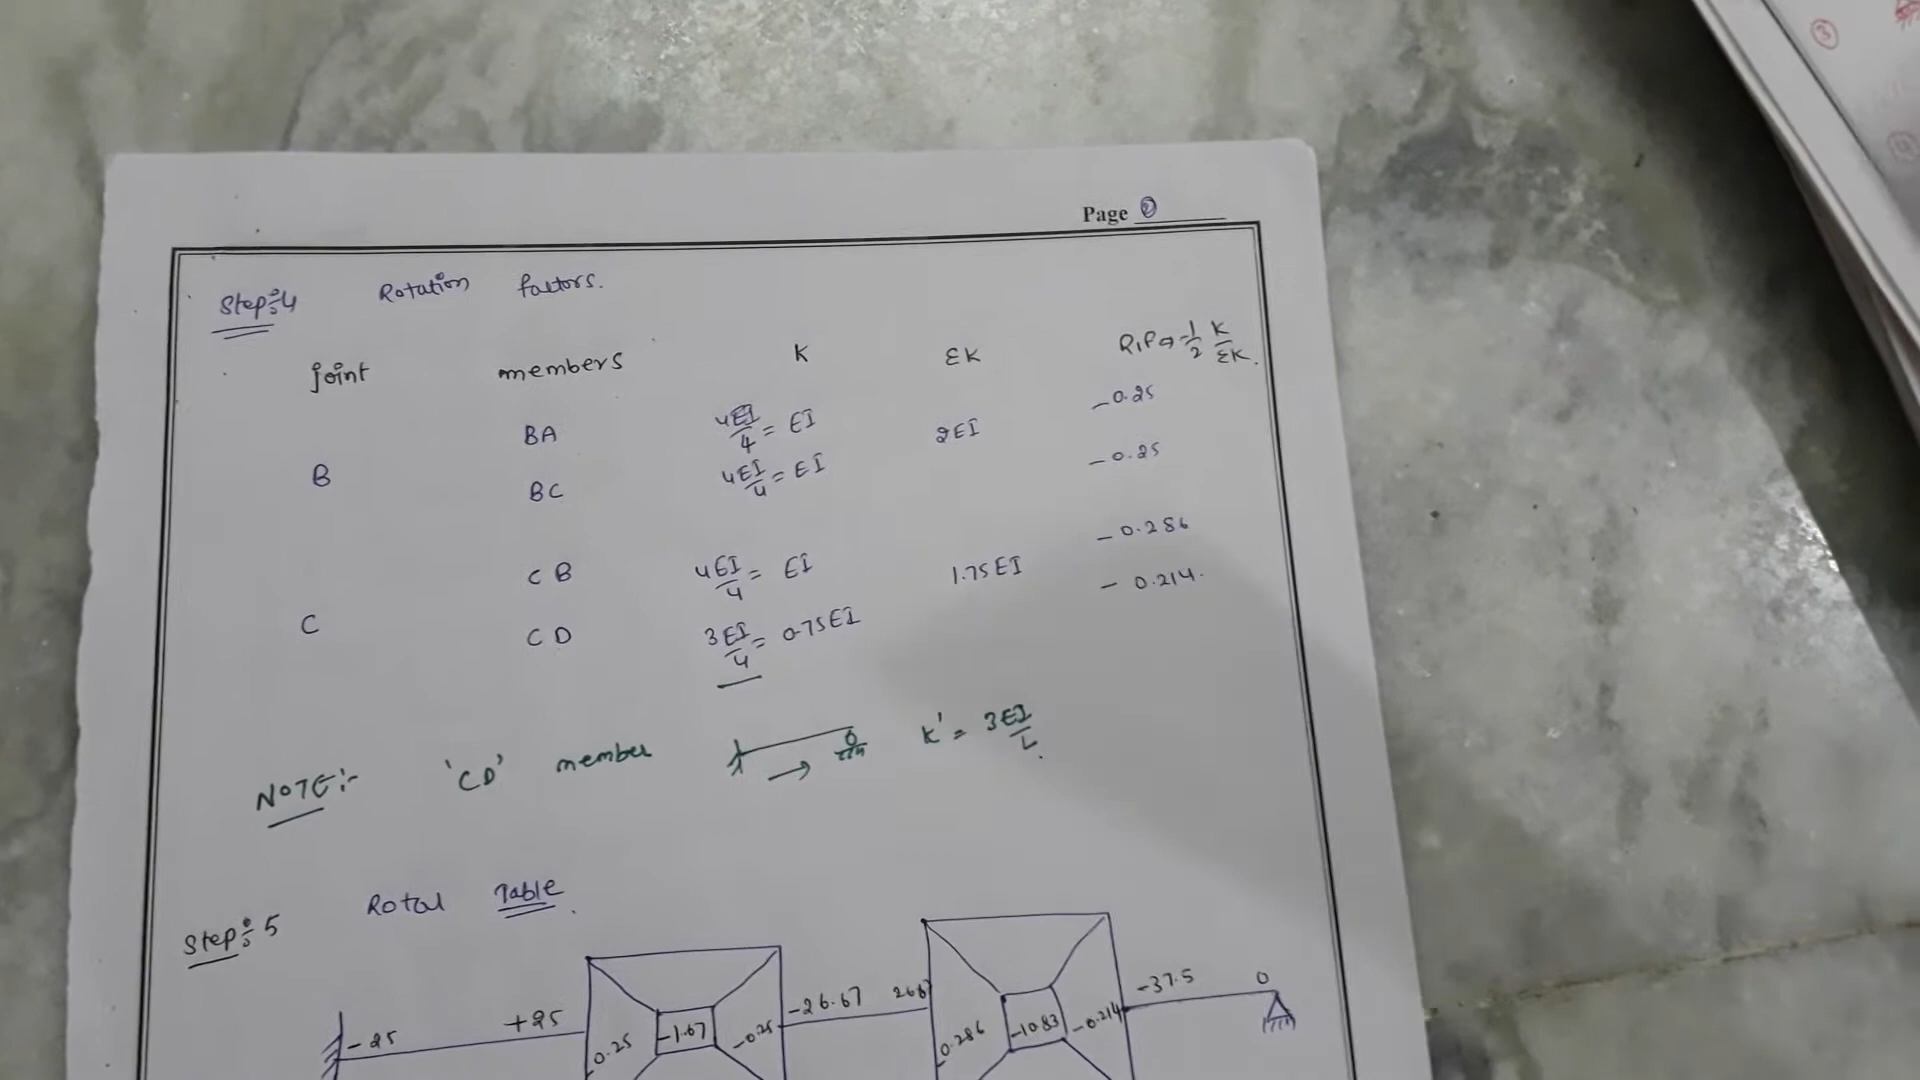 Page 2
Step:4 Rotation factors.
joint members K ΣK R.F ⇒ -1/2 K/ΣK.
BA 4EI/4 = EI 2EI -0.25
B
BC 4EI/4 = EI -0.25
CB 4EI/4 = EI 1.75EI -0.286
C
CD 3EI/4 = 0.75EI -0.214.
NOTE:- 'CD' member K' = 3EI/L.
Step:5 Table.
-25 +25 0.25 -1.67 -0.25 -26.67 0.286 -10.83 -0.214 -37.5 0
3